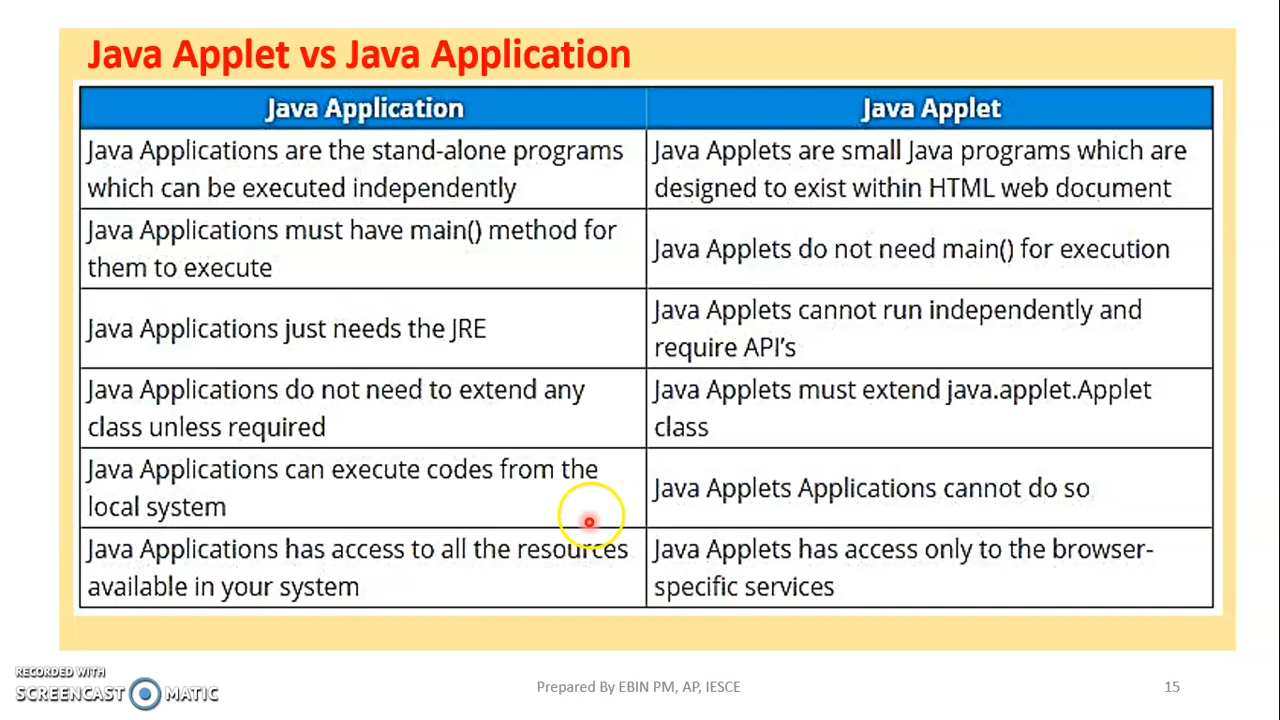 Java Applet vs Java Application
Java Application
Java Applet
Java Applications are the stand-alone programs
which can be executed independently
Java Applets are small Java programs which are
designed to exist within HTML web document
Java Applications must have main() method for
them to execute
Java Applets do not need main() for execution
Java Applications just needs the JRE
Java Applets cannot run independently and
require API's
Java Applications do not need to extend any
class unless required
Java Applets must extend java.applet.Applet
class
Java Applications can execute codes from the
local system
Java Applets Applications cannot do so
Java Applications has access to all the resources
available in your system
Java Applets has access only to the browser-
specific services
RECORDED WITH
SCREENCAST MATIC
Prepared By EBIN PM, AP, IESCE
15